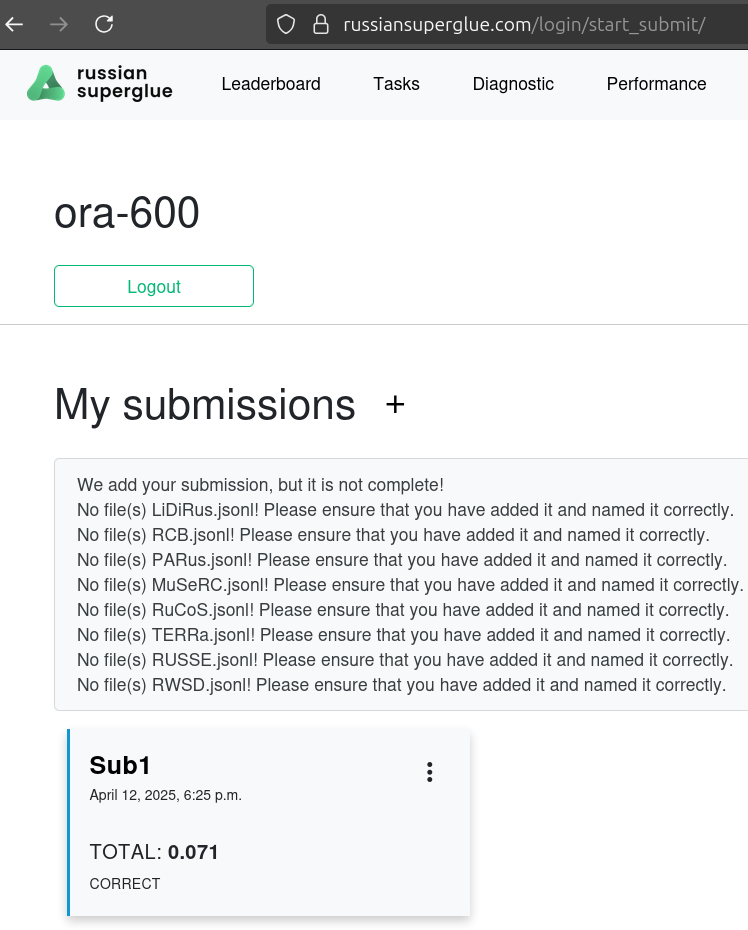 russiansuperglue.com/login/start_submit/
russian
superglue
Leaderboard Tasks Diagnostic Performance
ora-600
Logout
My submissions +
We add your submission, but it is not complete!
No file(s) LiDiRus.jsonl! Please ensure that you have added it and named it correctly.
No file(s) RCB.jsonl! Please ensure that you have added it and named it correctly.
No file(s) PARus.jsonl! Please ensure that you have added it and named it correctly.
No file(s) MuSeRC.jsonl! Please ensure that you have added it and named it correctly.
No file(s) RuCoS.jsonl! Please ensure that you have added it and named it correctly.
No file(s) TERRa.jsonl! Please ensure that you have added it and named it correctly.
No file(s) RUSSE.jsonl! Please ensure that you have added it and named it correctly.
No file(s) RWSD.jsonl! Please ensure that you have added it and named it correctly.
Sub1
April 12, 2025, 6:25 p.m.
TOTAL: 0.071
CORRECT